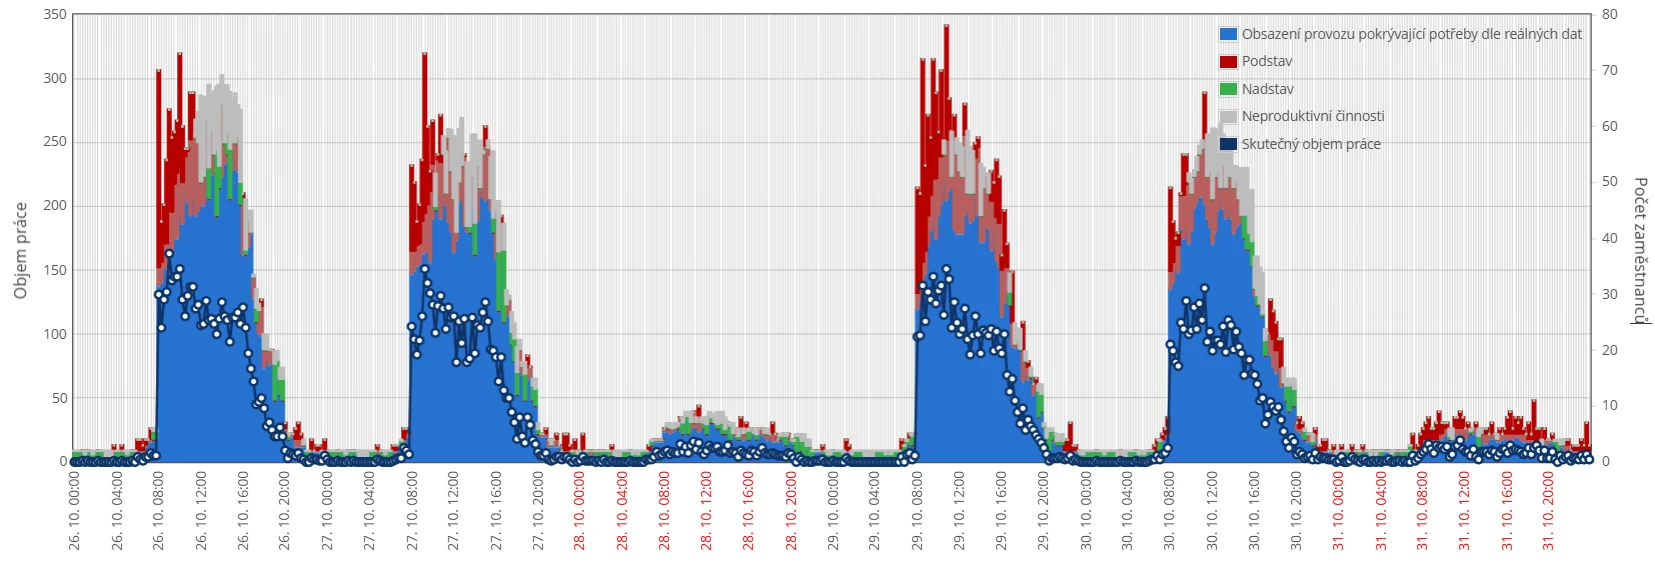 350
300
250
200
150
100
50
0
Objem práce
80
70
60
50
40
30
20
10
0
Počet zaměstnanců
Obsazení provozu pokrývající potřeby dle reálných dat
Podstav
Nadstav
Neproduktivní činnosti
Skutečný objem práce
26. 10. 00:00
26. 10. 04:00
26. 10. 08:00
26. 10. 12:00
26. 10. 16:00
26. 10. 20:00
27. 10. 00:00
27. 10. 04:00
27. 10. 08:00
27. 10. 12:00
27. 10. 16:00
27. 10. 20:00
28. 10. 00:00
28. 10. 04:00
28. 10. 08:00
28. 10. 12:00
28. 10. 16:00
28. 10. 20:00
29. 10. 00:00
29. 10. 04:00
29. 10. 08:00
29. 10. 12:00
29. 10. 16:00
29. 10. 20:00
30. 10. 00:00
30. 10. 04:00
30. 10. 08:00
30. 10. 12:00
30. 10. 16:00
30. 10. 20:00
31. 10. 00:00
31. 10. 04:00
31. 10. 08:00
31. 10. 12:00
31. 10. 16:00
31. 10. 20:00